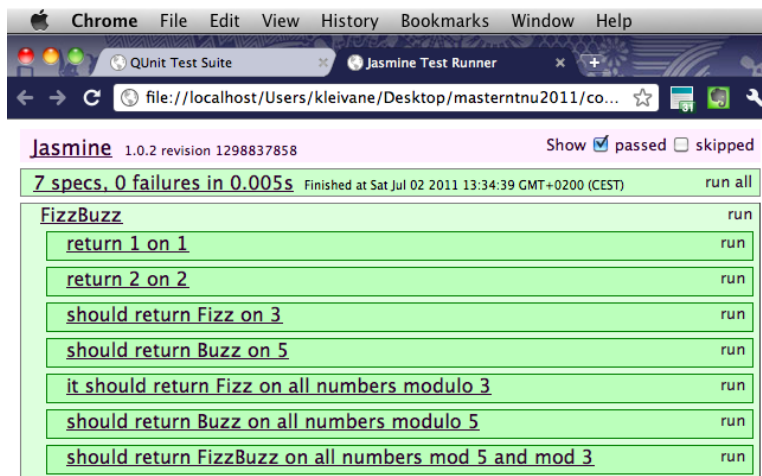 Chrome File Edit View History Bookmarks Window Help
QUnit Test Suite Jasmine Test Runner
file://localhost/Users/kleivane/Desktop/masterntnu2011/co... 31
Jasmine 1.0.2 revision 1298837858 Show passed skipped
7 specs, 0 failures in 0.005s Finished at Sat Jul 02 2011 13:34:39 GMT+0200 (CEST) run all
FizzBuzz run
return 1 on 1 run
return 2 on 2 run
should return Fizz on 3 run
should return Buzz on 5 run
it should return Fizz on all numbers modulo 3 run
should return Buzz on all numbers modulo 5 run
should return FizzBuzz on all numbers mod 5 and mod 3 run